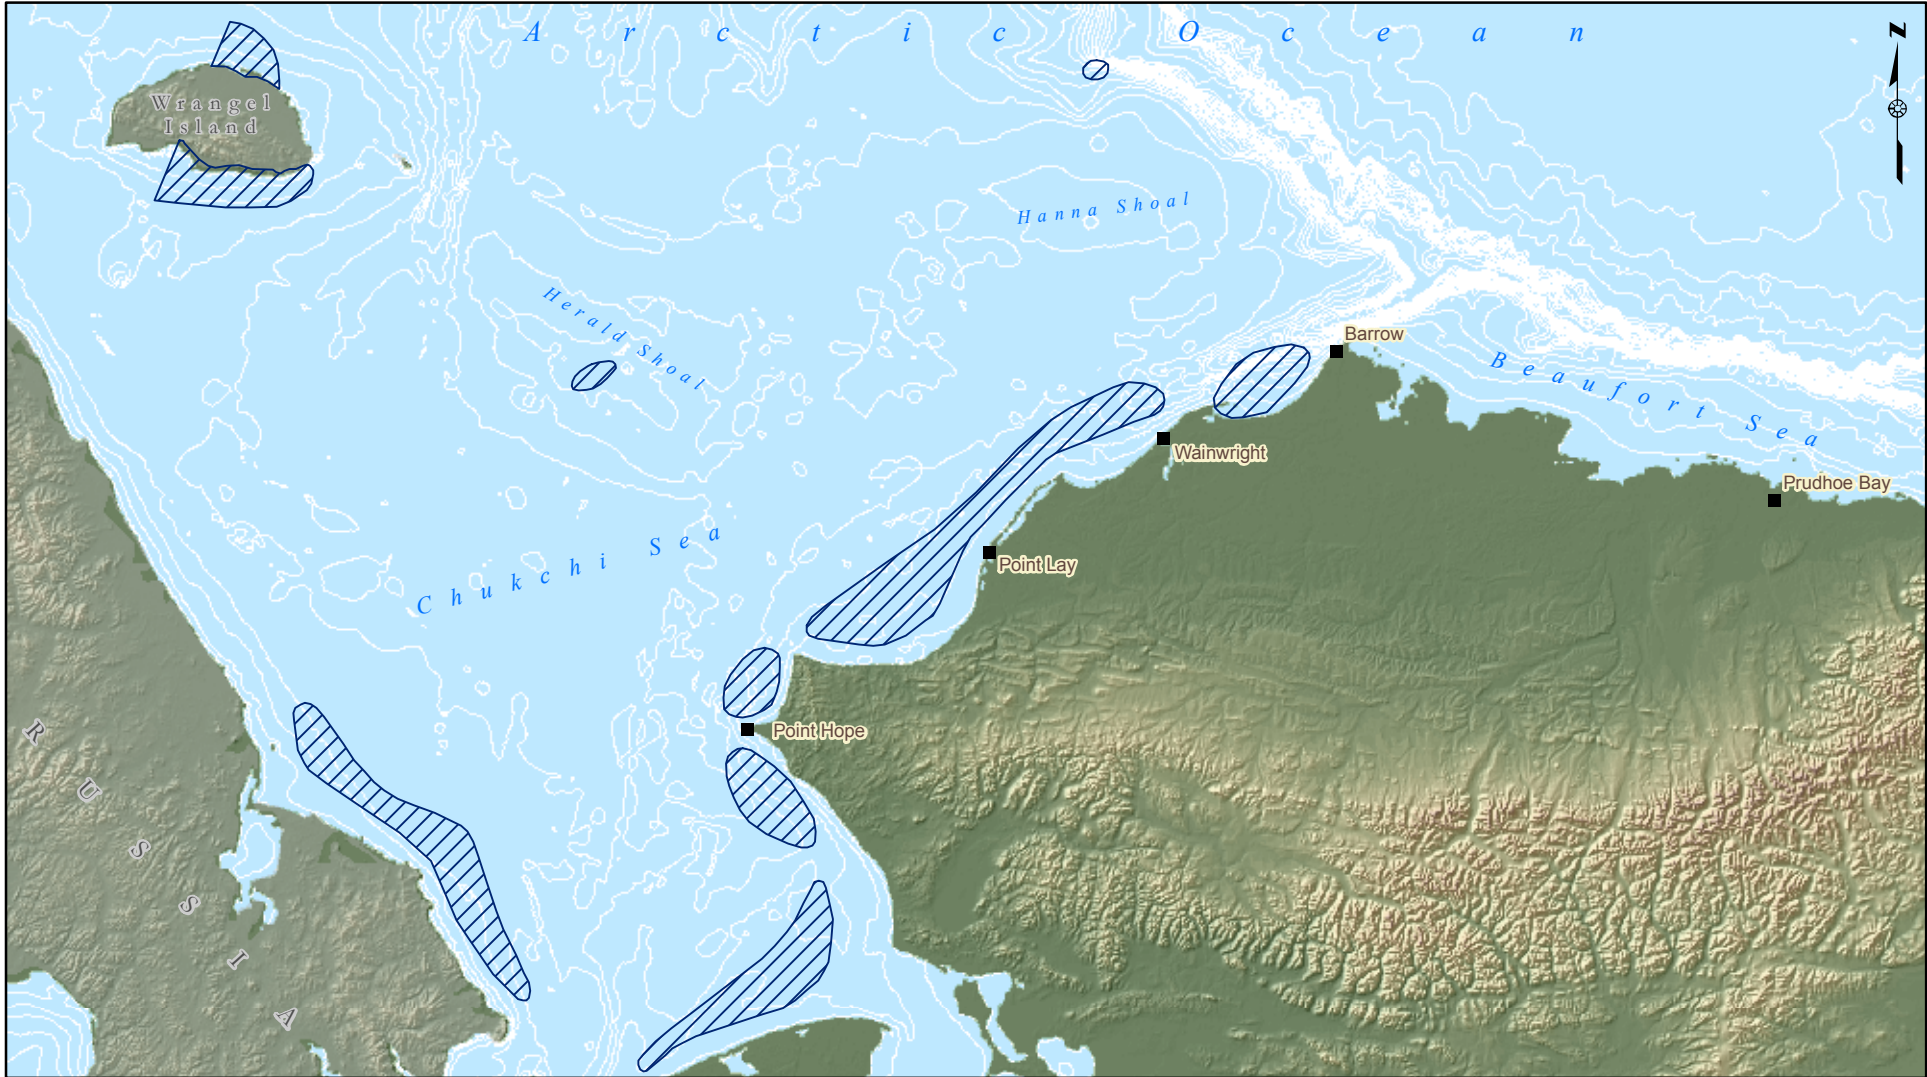 Arctic Ocean
N
Wrangel
Island
Hanna Shoal
Herald Shoal
Barrow
Beaufort Sea
Wainwright
Prudhoe Bay
Chukchi Sea
Point Lay
Point Hope
RUSSIA